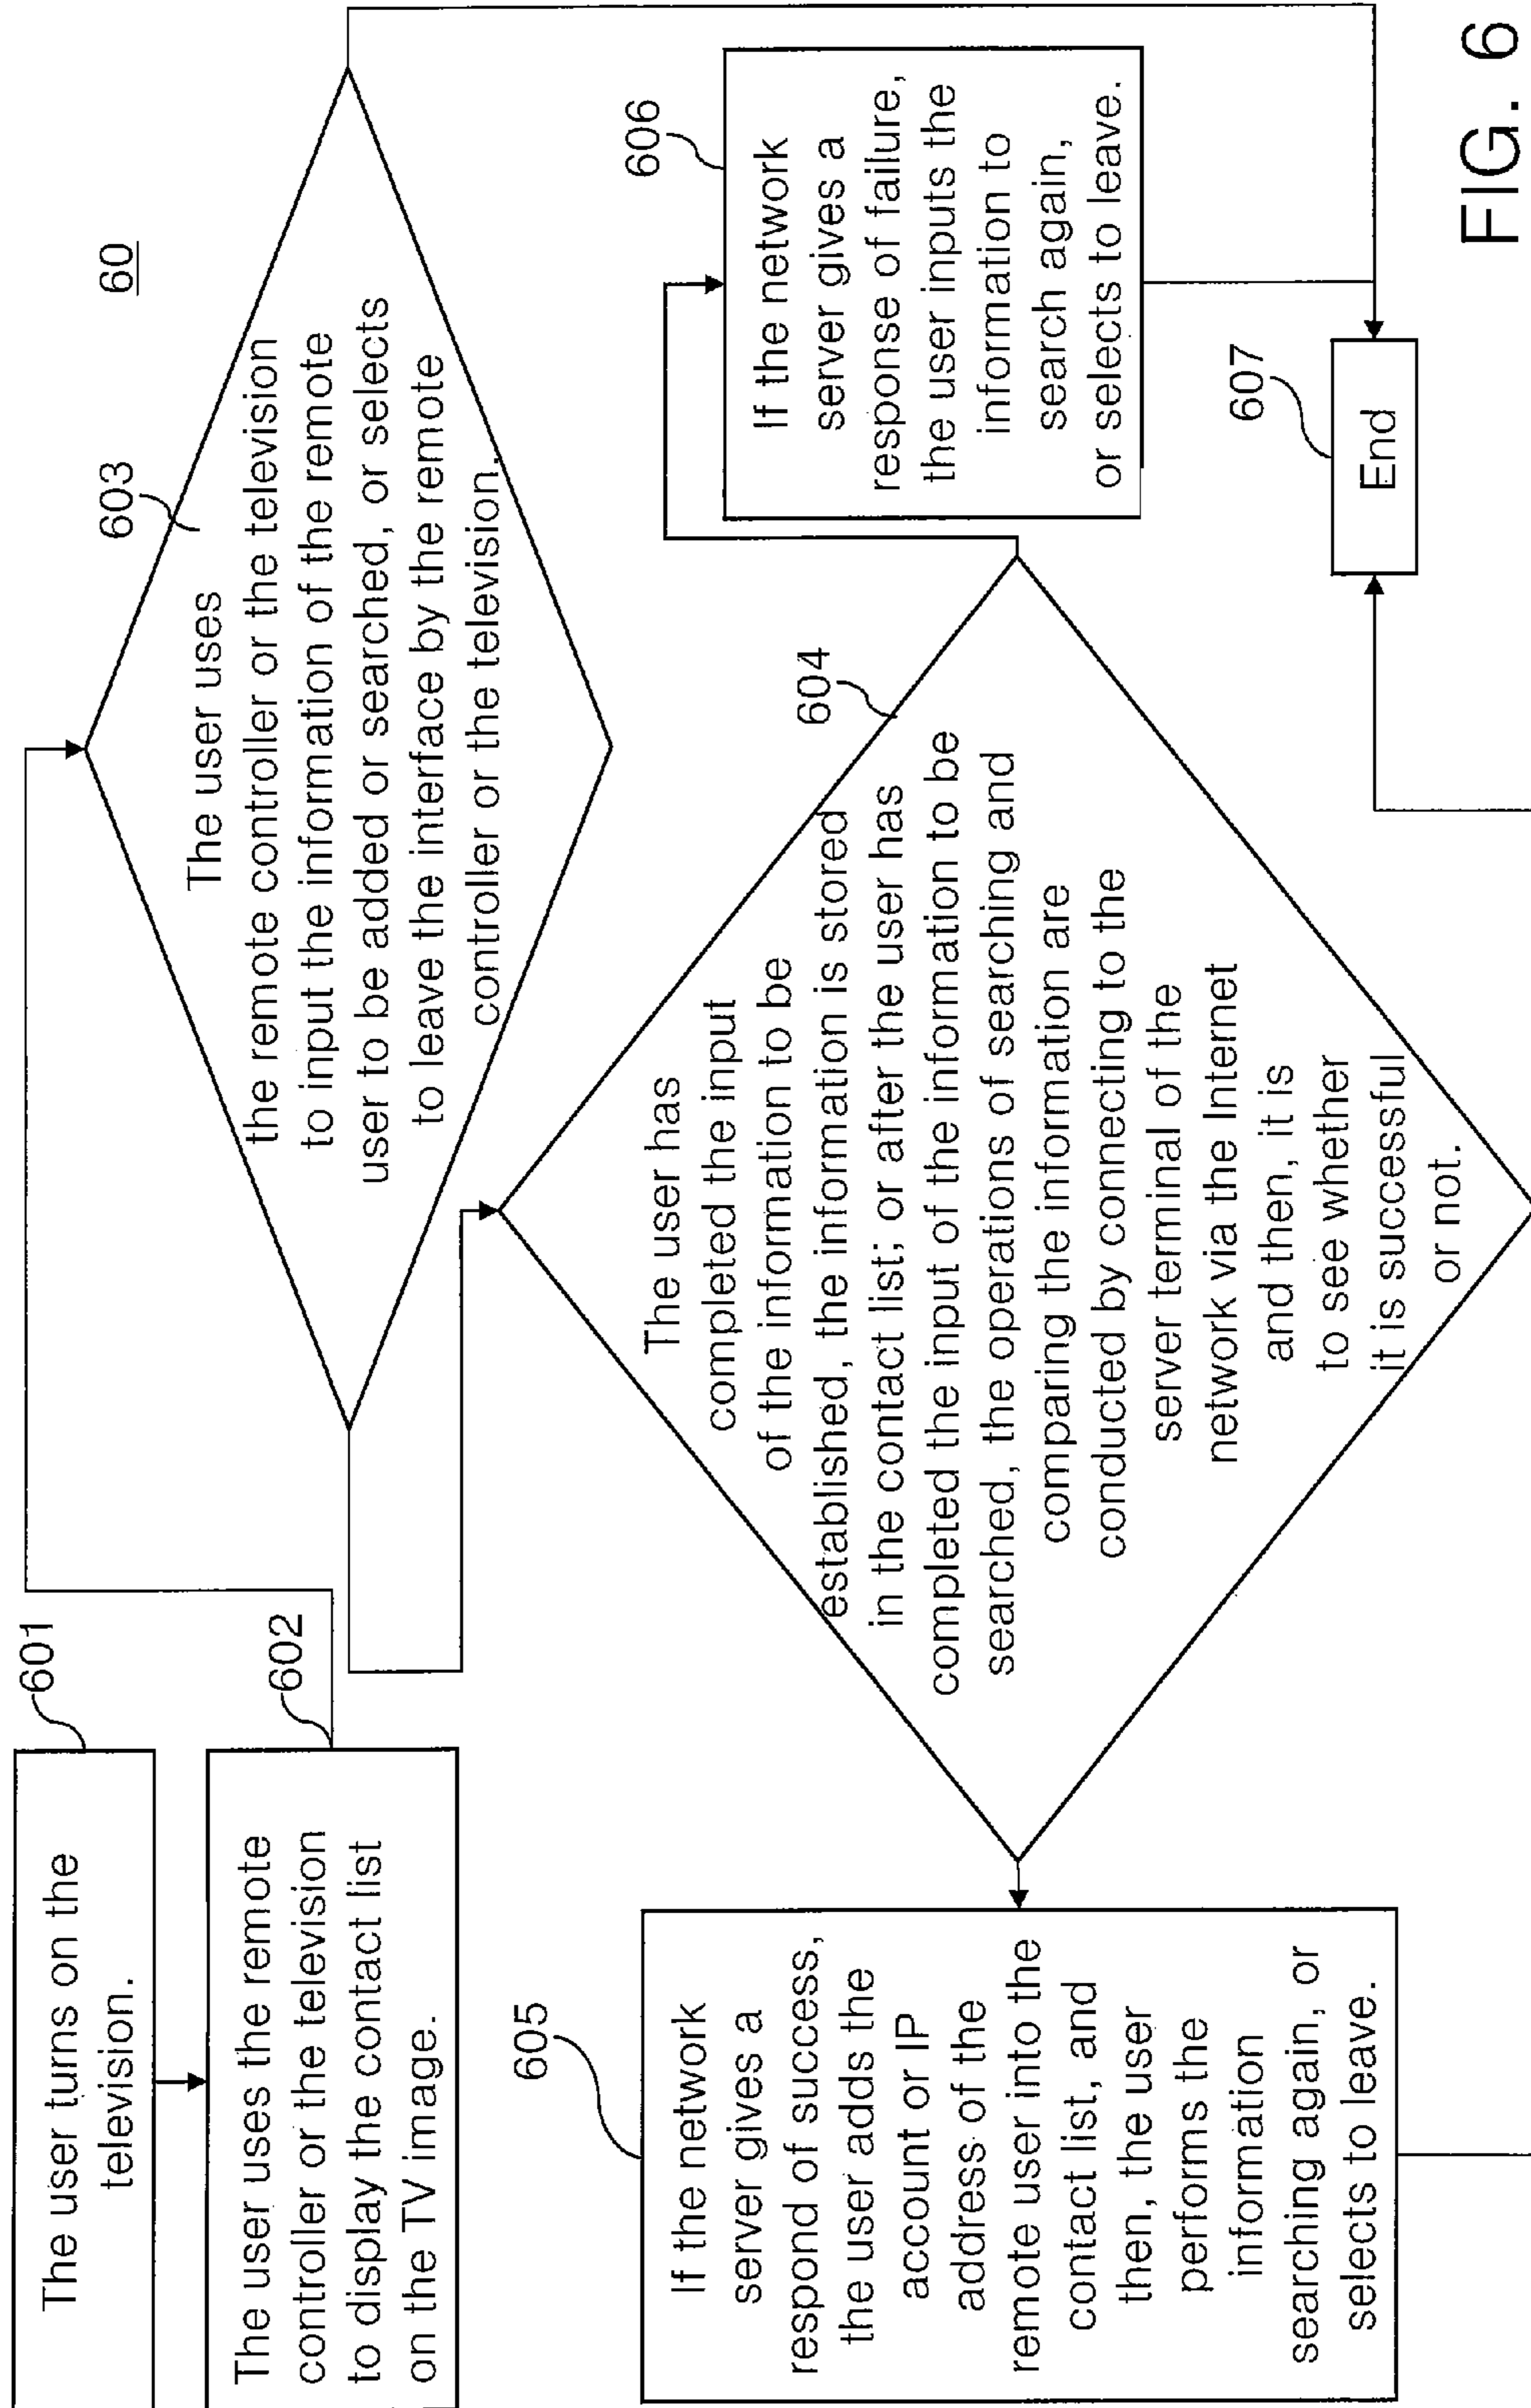 60
601
The user turns on the
television.
602
The user uses the remote
controller or the television
to display the contact list
on the TV image.
603
The user uses
the remote controller or the television
to input the information of the remote
user to be added or searched, or selects
to leave the interface by the remote
controller or the television.
604
The user has
completed the input
of the information to be
established, the information is stored
in the contact list; or after the user has
completed the input of the information to be
searched, the operations of searching and
comparing the information are
conducted by connecting to the
server terminal of the
network via the Internet
and then, it is
to see whether
it is successful
or not.
605
If the network
server gives a
respond of success,
the user adds the
account or IP
address of the
remote user into the
contact list, and
then, the user
performs the
information
searching again, or
selects to leave.
606
If the network
server gives a
response of failure,
the user inputs the
information to
search again,
or selects to leave.
607
End
FIG. 6